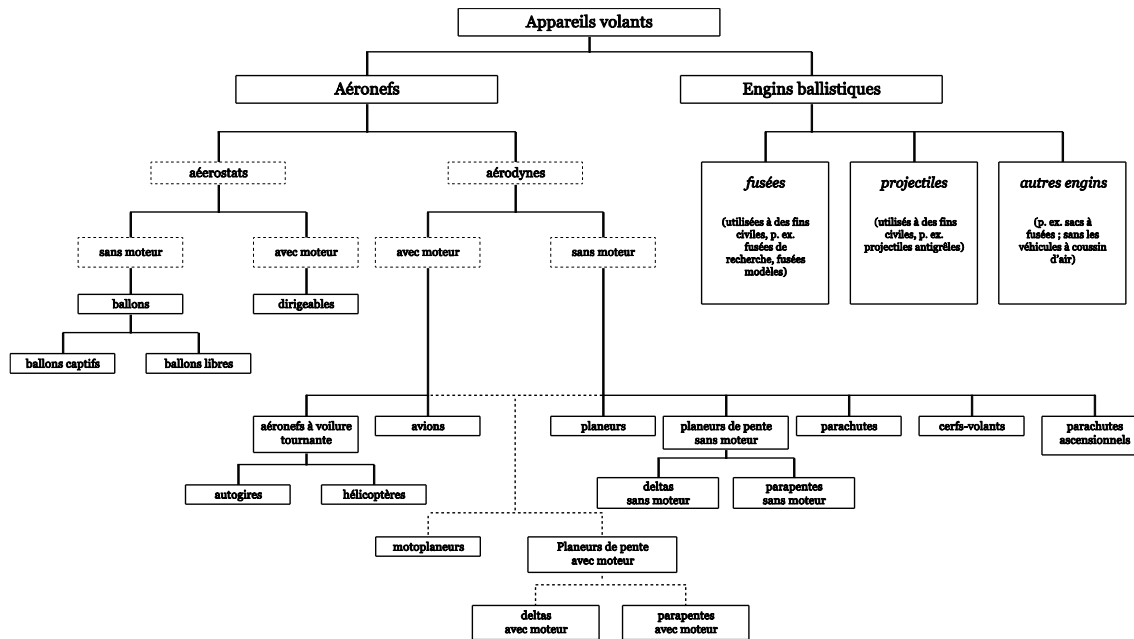 Appareils volants
Aéronefs
Engins ballistiques
aéerostats
aérodynes
fusées
(utilisées à des fins
civiles, p. ex.
fusées de
recherche, fusées
modèles)
projectiles
(utilisés à des fins
civiles, p. ex.
projectiles antigrêles)
autres engins
(p. ex. sacs à
fusées ; sans les
véhicules à coussin
d'air)
sans moteur
avec moteur
avec moteur
sans moteur
ballons
dirigeables
ballons captifs
ballons libres
aéronefs à voilure
tournante
avions
planeurs
planeurs de pente
sans moteur
parachutes
cerfs-volants
parachutes
ascensionnels
autogires
hélicoptères
deltas
sans moteur
parapentes
sans moteur
motoplaneurs
Planeurs de pente
avec moteur
deltas
avec moteur
parapentes
avec moteur